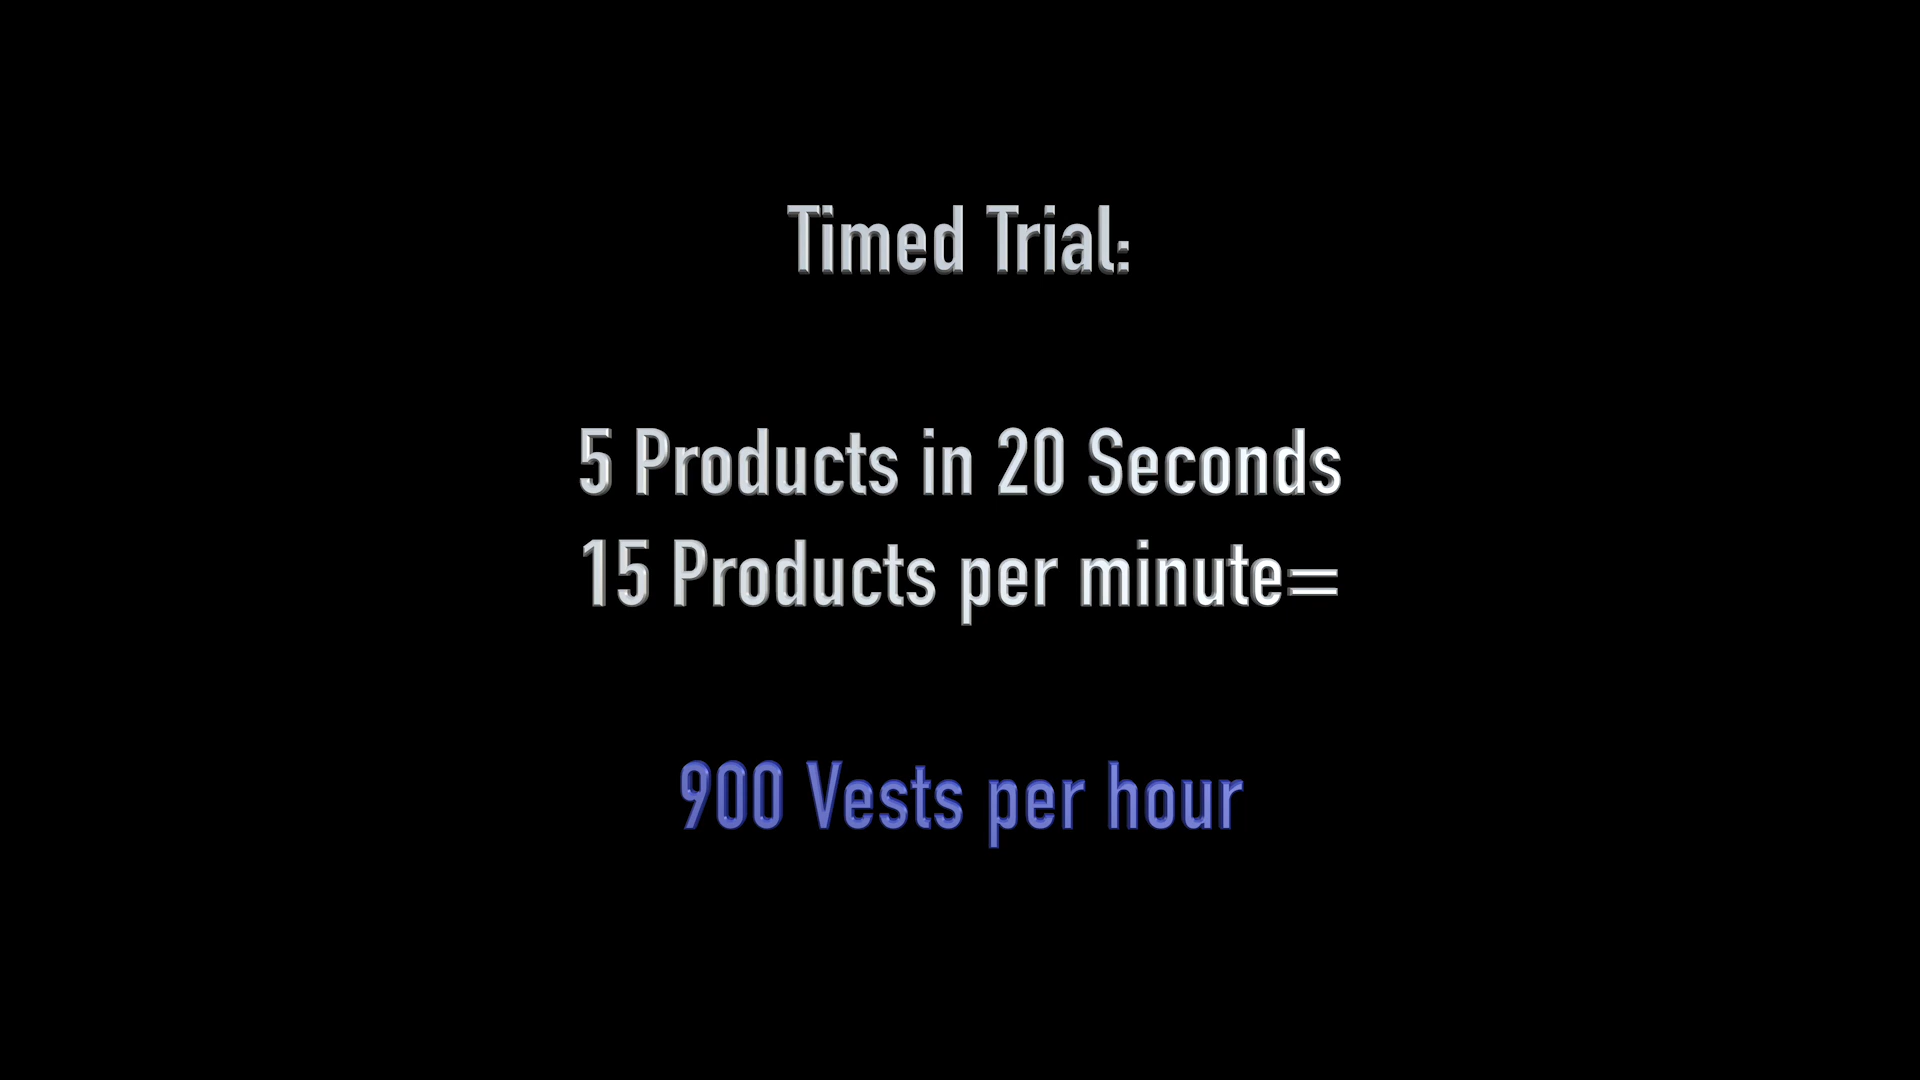 Timed Trial:
5 Products in 20 Seconds
15 Products per minute=
900 Vests per hour